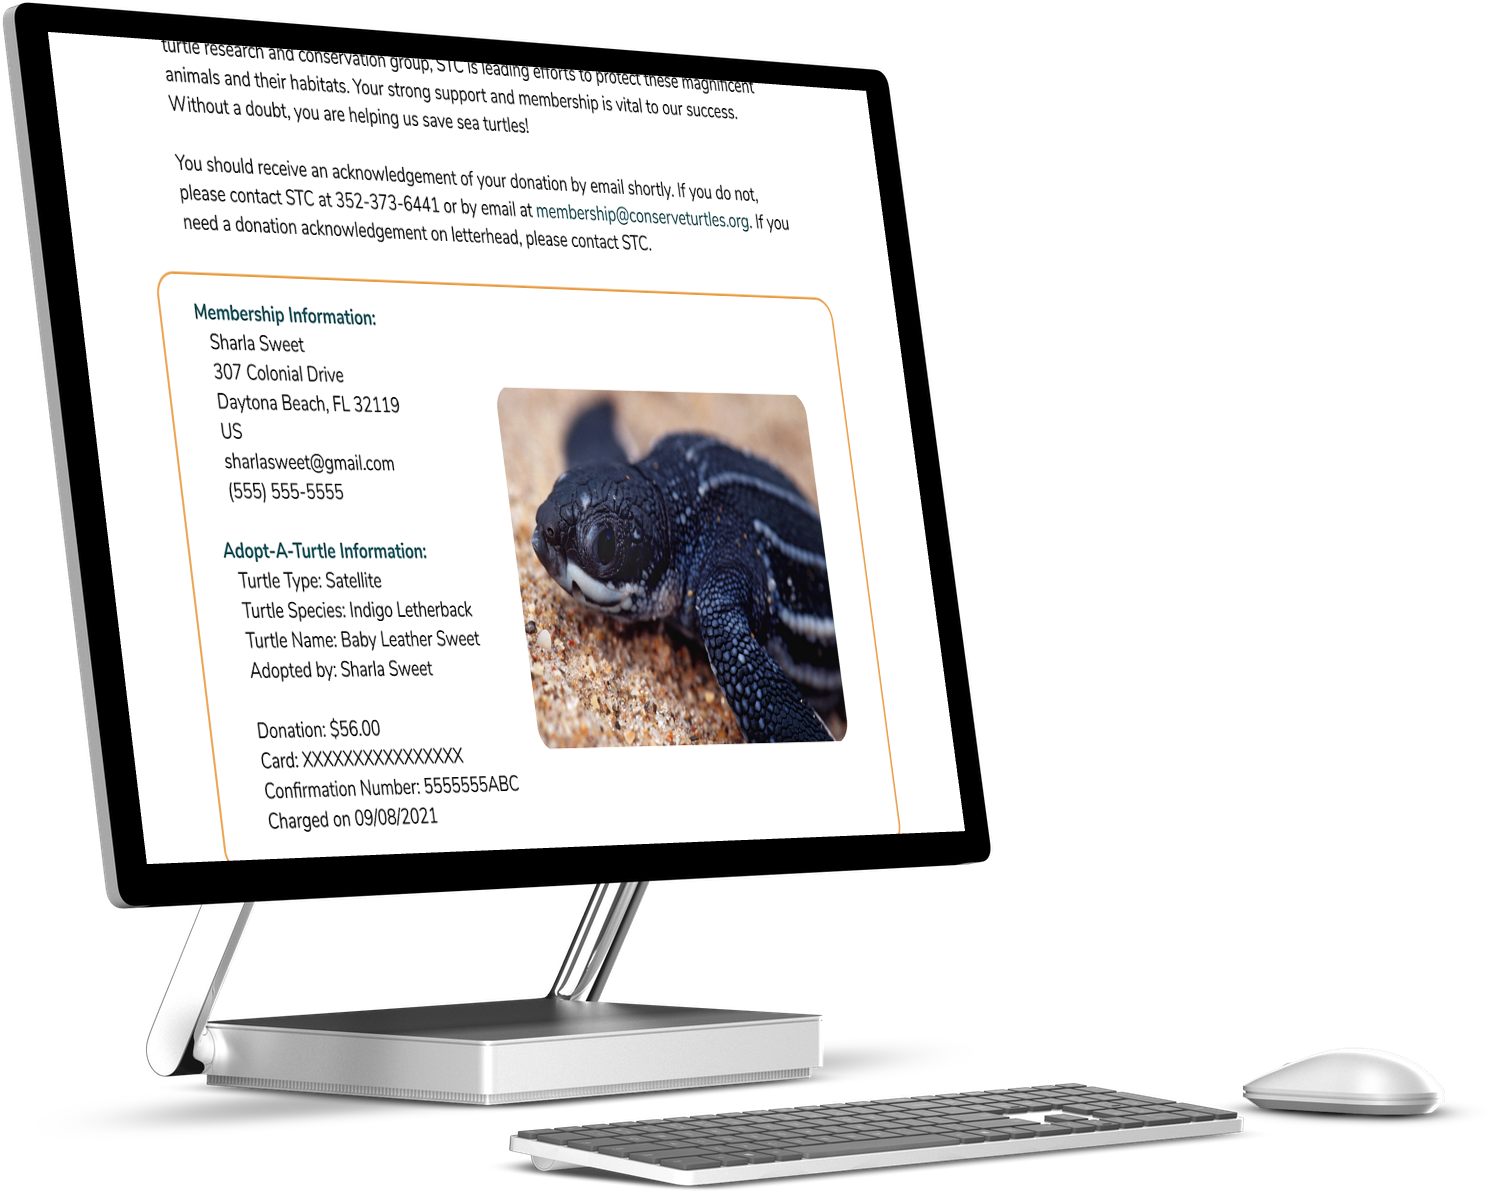 turtle research and conservation group, STC is leading efforts to protect these magnificent
animals and their habitats. Your strong support and membership is vital to our success.
Without a doubt, you are helping us save sea turtles!
You should receive an acknowledgement of your donation by email shortly. If you do not,
please contact STC at 352-373-6441 or by email at membership@conserveturtles.org. If you
need a donation acknowledgement on letterhead, please contact STC.
Membership Information:
Sharla Sweet
307 Colonial Drive
Daytona Beach, FL 32119
US
sharlasweet@gmail.com
(555) 555-5555
Adopt-A-Turtle Information:
Turtle Type: Satellite
Turtle Species: Indigo Letherback
Turtle Name: Baby Leather Sweet
Adopted by: Sharla Sweet
Donation: $56.00
Card: XXXXXXXXXXXXXXXX
Confirmation Number: 5555555ABC
Charged on 09/08/2021